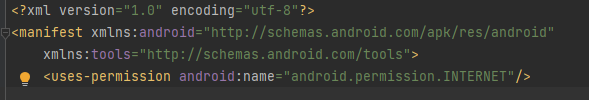 <?xml version="1.0" encoding="utf-8"?>
<manifest xmlns:android="http://schemas.android.com/apk/res/android"
    xmlns:tools="http://schemas.android.com/tools">
    <uses-permission android:name="android.permission.INTERNET"/>